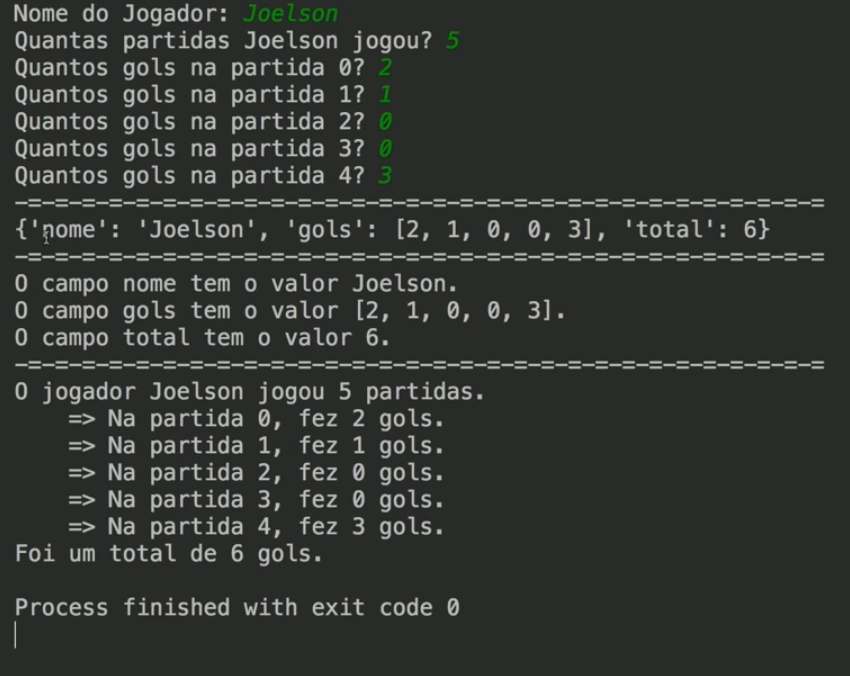 Nome do Jogador: Joelson
Quantas partidas Joelson jogou? 5
Quantos gols na partida 0? 2
Quantos gols na partida 1? 1
Quantos gols na partida 2? 0
Quantos gols na partida 3? 0
Quantos gols na partida 4? 3
-=-=-=-=-=-=-=-=-=-=-=-=-=-=-=-=-=-=-=-=-=-=-=-=-=-=-=-=-=-=
{'nome': 'Joelson', 'gols': [2, 1, 0, 0, 3], 'total': 6}
-=-=-=-=-=-=-=-=-=-=-=-=-=-=-=-=-=-=-=-=-=-=-=-=-=-=-=-=-=-=
O campo nome tem o valor Joelson.
O campo gols tem o valor [2, 1, 0, 0, 3].
O campo total tem o valor 6.
-=-=-=-=-=-=-=-=-=-=-=-=-=-=-=-=-=-=-=-=-=-=-=-=-=-=-=-=-=-=
O jogador Joelson jogou 5 partidas.
    => Na partida 0, fez 2 gols.
    => Na partida 1, fez 1 gols.
    => Na partida 2, fez 0 gols.
    => Na partida 3, fez 0 gols.
    => Na partida 4, fez 3 gols.
Foi um total de 6 gols.
Process finished with exit code 0